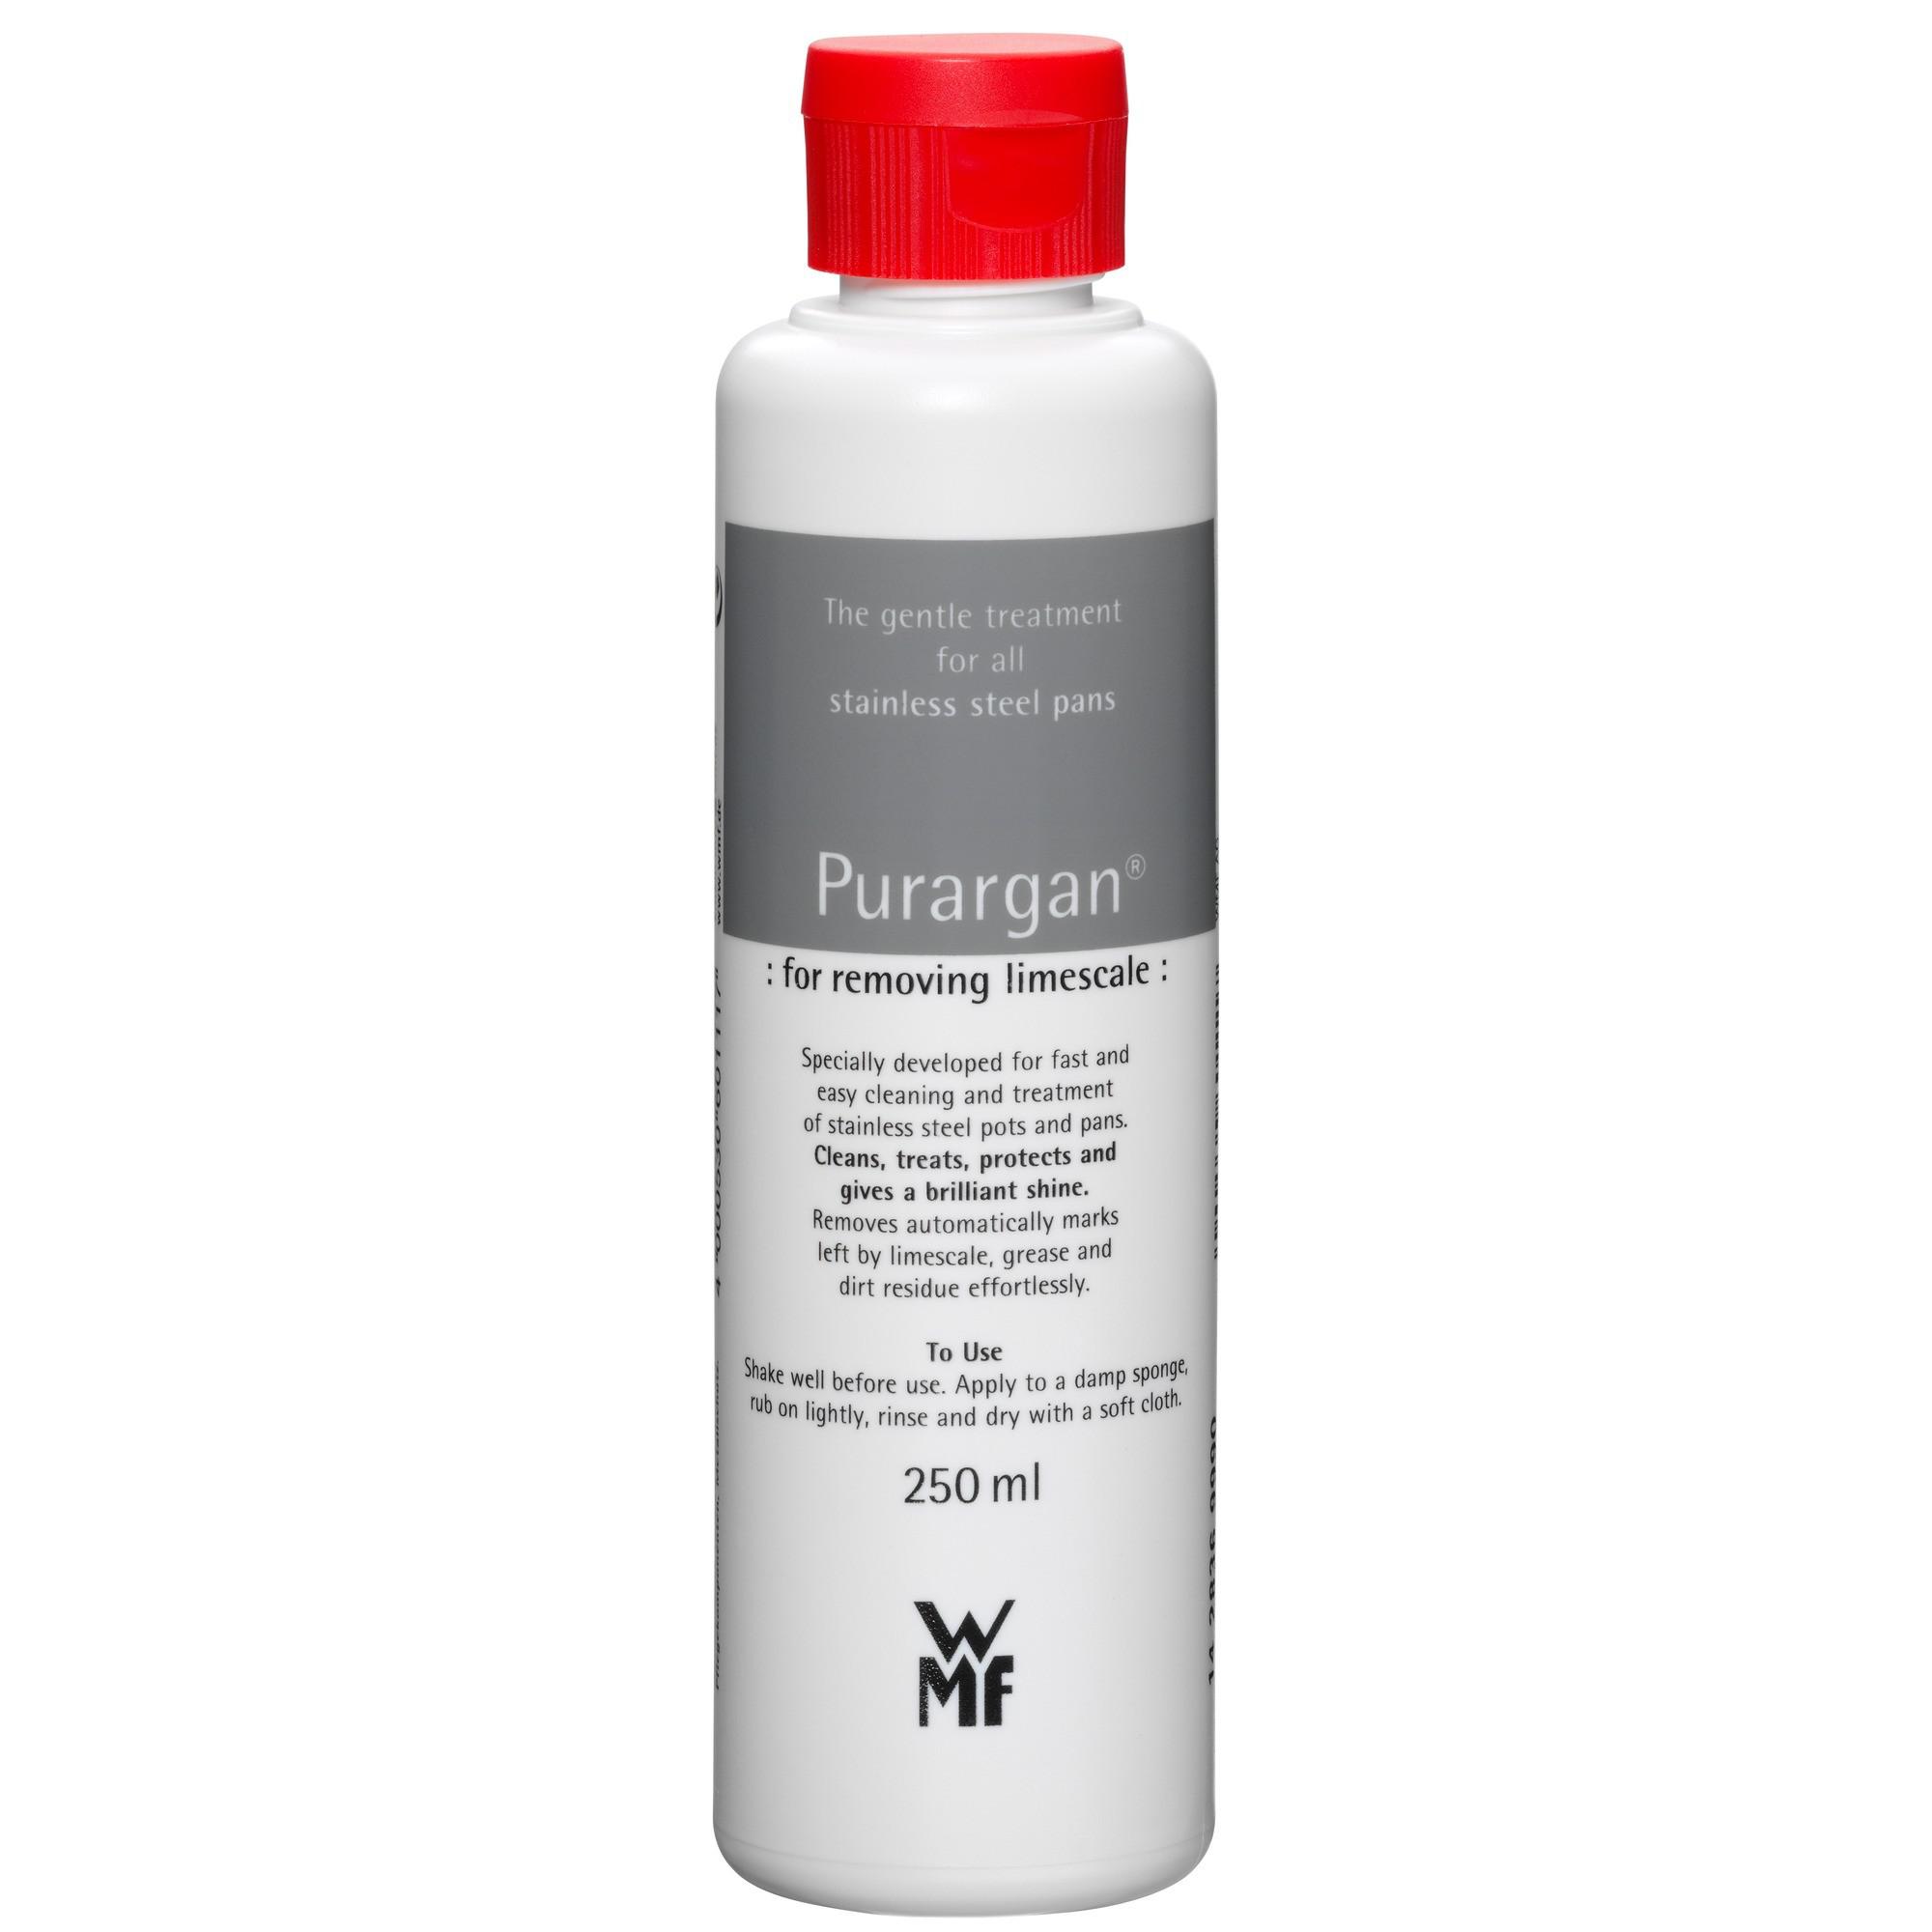 The gentle treatment
for all
stainless steel pans
Purargan®
: for removing limescale :
Specially developed for fast and
easy cleaning and treatment
of stainless steel pots and pans.
Cleans, treats, protects and
gives a brilliant shine.
Removes automatically marks
left by limescale, grease and
dirt residue effortlessly.
To Use
Shake well before use. Apply to a damp sponge,
rub on lightly, rinse and dry with a soft cloth.
250 ml
WMF
www.wmf.de